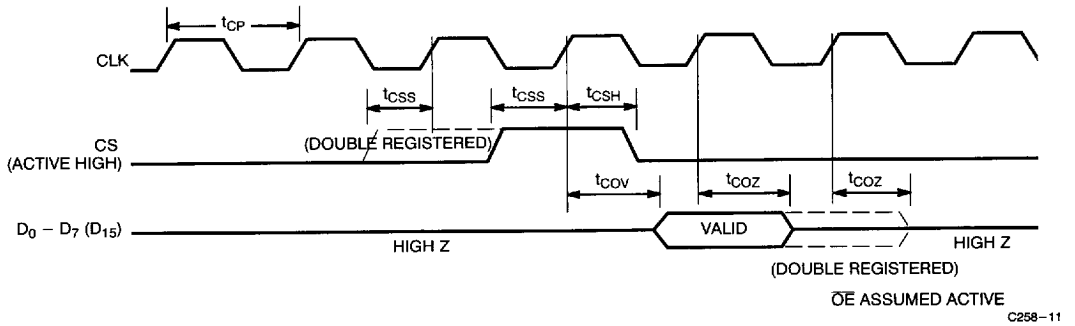 tCP
CLK
tCSS
tCSS
tCSH
CS
(ACTIVE HIGH)
(DOUBLE REGISTERED)
tCOV
tCOZ
tCOZ
D0 – D7 (D15)
VALID
HIGH Z
HIGH Z
(DOUBLE REGISTERED)
O̅E̅ ASSUMED ACTIVE
C258–11